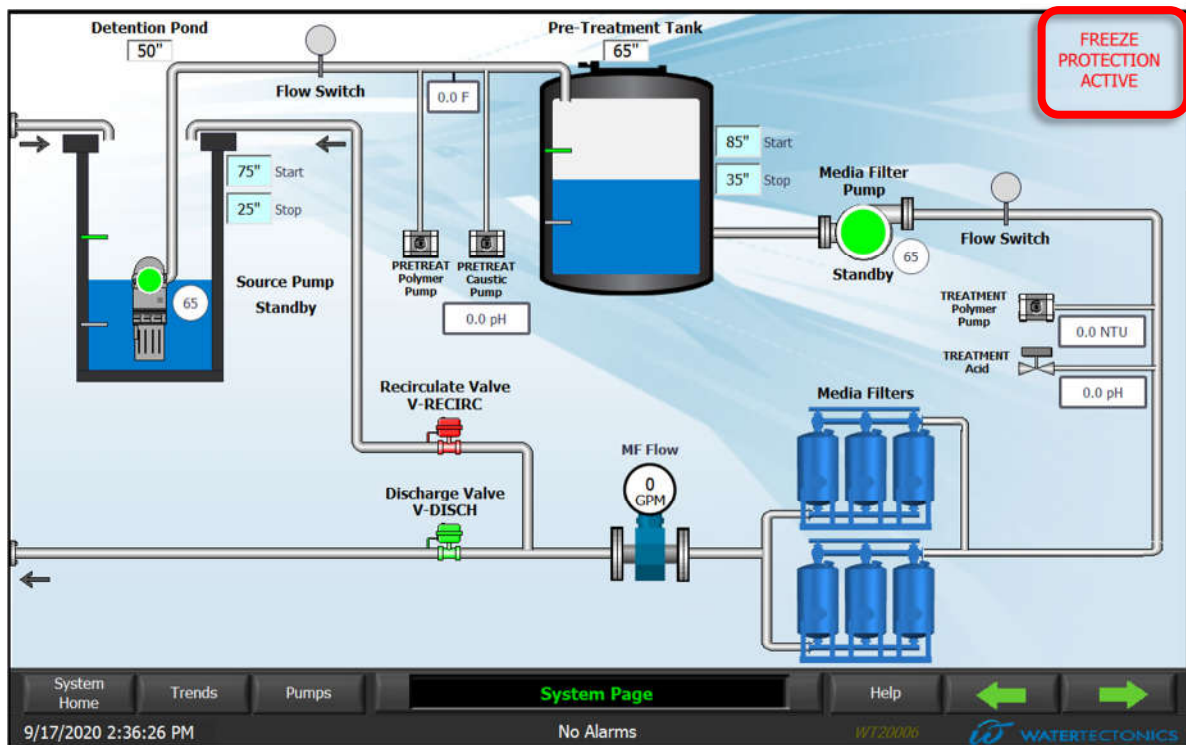 Detention Pond
50"
Pre-Treatment Tank
65"
FREEZE
PROTECTION
ACTIVE
Flow Switch
0.0 F
75" Start
25" Stop
85" Start
35" Stop
Media Filter
Pump
65
Standby
Flow Switch
PRETREAT
Polymer
Pump
PRETREAT
Caustic
Pump
0.0 pH
Source Pump
Standby
65
TREATMENT
Polymer
Pump
0.0 NTU
TREATMENT
Acid
0.0 pH
Recirculate Valve
V-RECIRC
Media Filters
MF Flow
0
GPM
Discharge Valve
V-DISCH
System
Home
Trends
Pumps
System Page
Help
9/17/2020 2:36:26 PM
No Alarms
WT20006
WATERTECTONICS